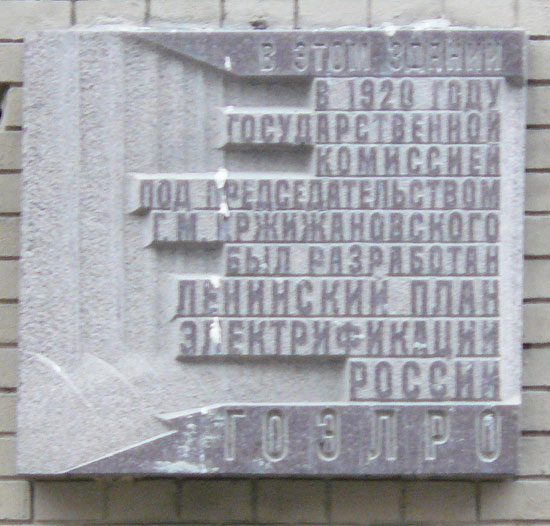 В ЭТОМ ЗДАНИИ
В 1920 ГОДУ
ГОСУДАРСТВЕННОЙ
КОМИССИЕЙ
ПОД ПРЕДСЕДАТЕЛЬСТВОМ
Г.М. КРЖИЖАНОВСКОГО
БЫЛ РАЗРАБОТАН
ЛЕНИНСКИЙ ПЛАН
ЭЛЕКТРИФИКАЦИИ
РОССИИ
ГОЭЛРО